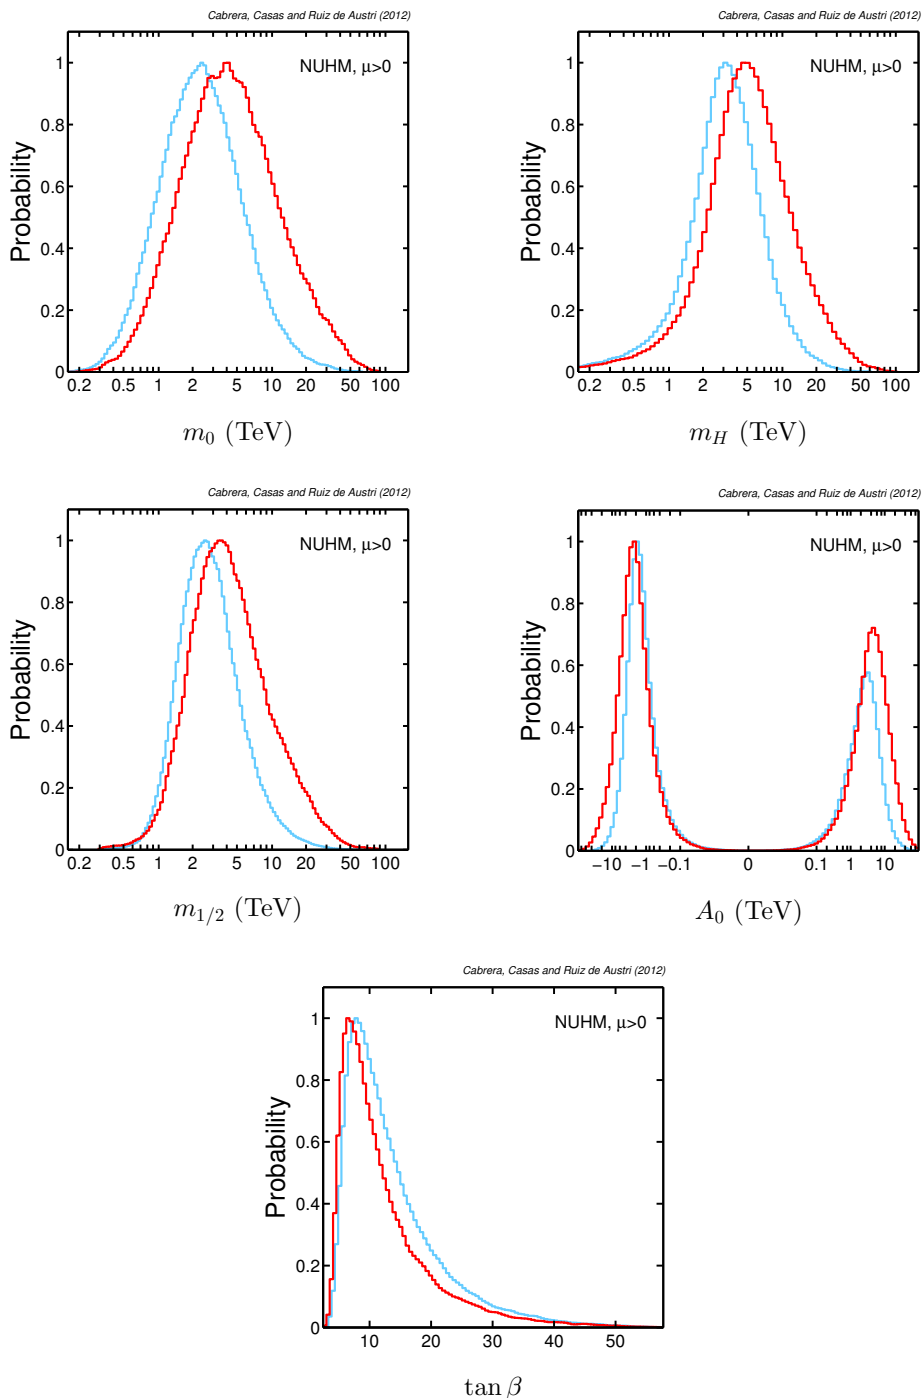 Cabrera, Casas and Ruiz de Austri (2012)
NUHM, μ>0
Probability
1
0.8
0.6
0.4
0.2
0
0.2 0.5 1 2 5 10 20 50 100
m_0 (TeV)
Cabrera, Casas and Ruiz de Austri (2012)
NUHM, μ>0
Probability
1
0.8
0.6
0.4
0.2
0
0.2 0.5 1 2 5 10 20 50 100
m_H (TeV)
Cabrera, Casas and Ruiz de Austri (2012)
NUHM, μ>0
Probability
1
0.8
0.6
0.4
0.2
0
0.2 0.5 1 2 5 10 20 50 100
m_{1/2} (TeV)
Cabrera, Casas and Ruiz de Austri (2012)
NUHM, μ>0
Probability
1
0.8
0.6
0.4
0.2
0
−10 −1 −0.1 0 0.1 1 10
A_0 (TeV)
Cabrera, Casas and Ruiz de Austri (2012)
NUHM, μ>0
Probability
1
0.8
0.6
0.4
0.2
0
10 20 30 40 50
tan β